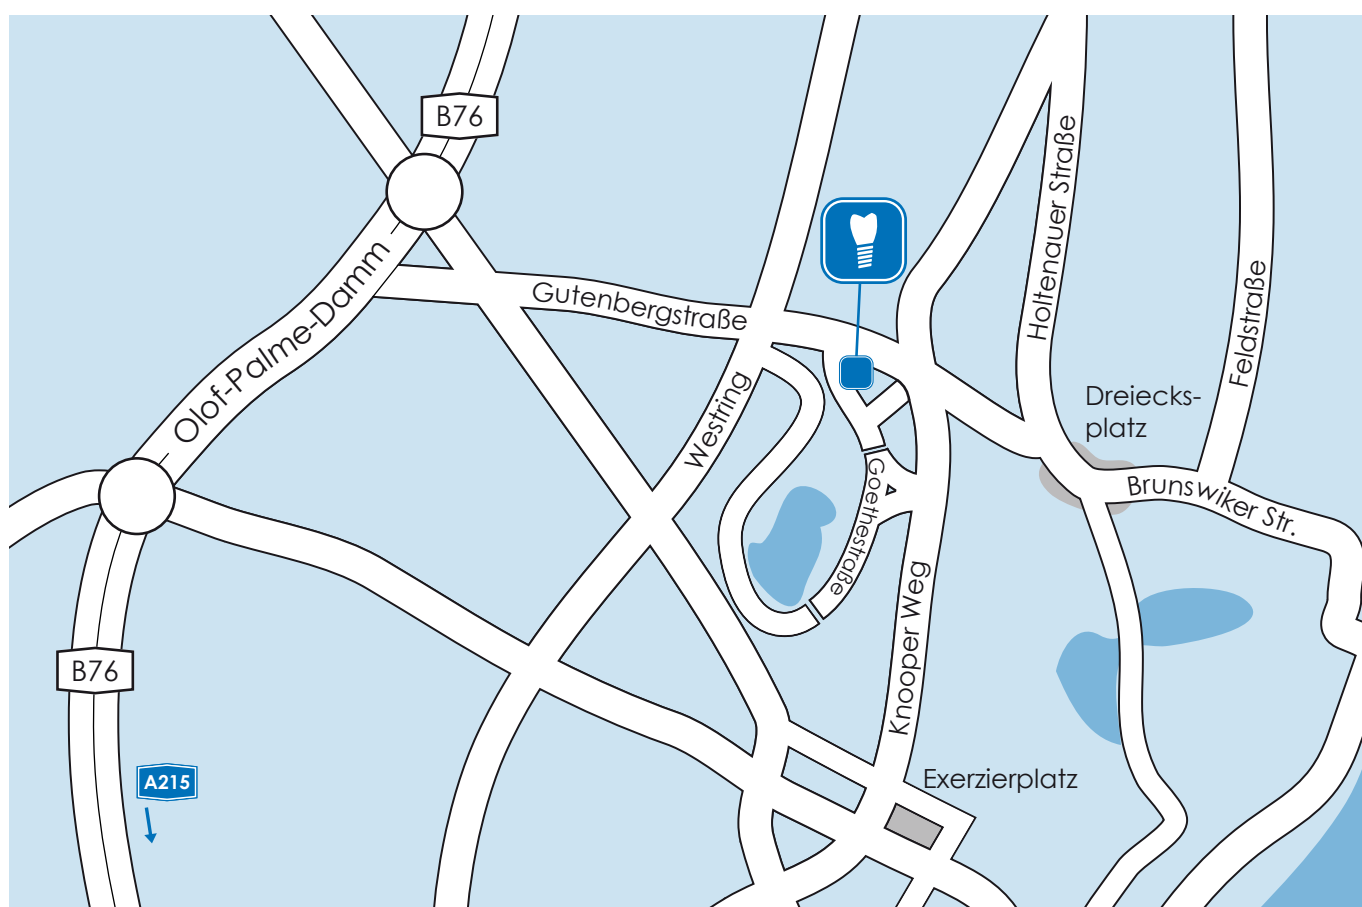 B76
Olof-Palme-Damm
Gutenbergstraße
Westring
Holtenauer Straße
Feldstraße
Dreiecks-
platz
Brunswiker Str.
Goethestraße
Knooper Weg
B76
A215
Exerzierplatz